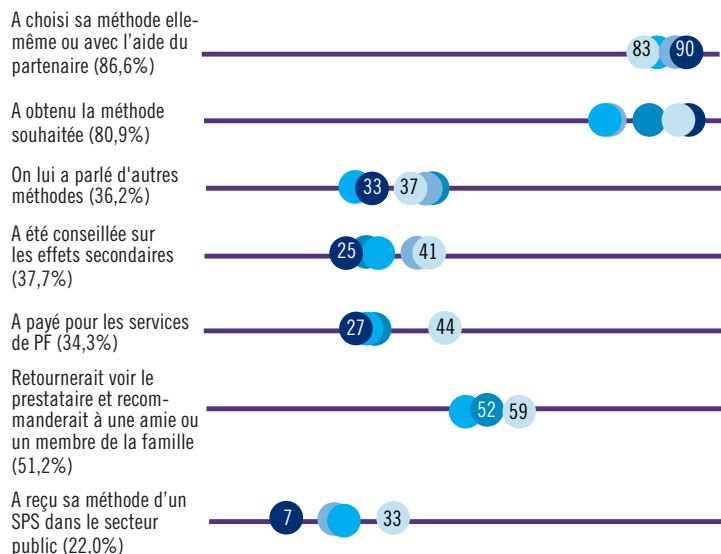 A choisi sa méthode elle-
même ou avec l’aide du
partenaire (86,6%)
83 90
A obtenu la méthode
souhaitée (80,9%)
On lui a parlé d'autres
méthodes (36,2%)
33 37
A été conseillée sur
les effets secondaires
(37,7%)
25 41
A payé pour les services
de PF (34,3%)
27 44
Retournerait voir le
prestataire et recom-
manderait à une amie ou
un membre de la famille
(51,2%)
52 59
A reçu sa méthode d’un
SPS dans le secteur
public (22,0%)
7 33